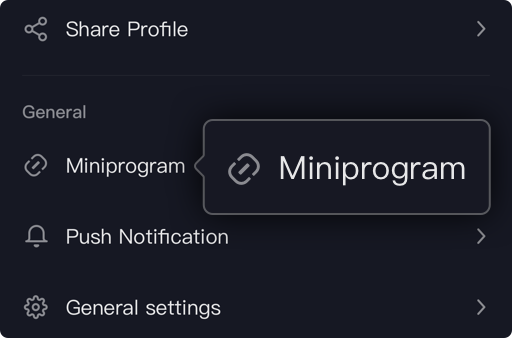 Share Profile
General
Miniprogram
Miniprogram
Push Notification
General settings